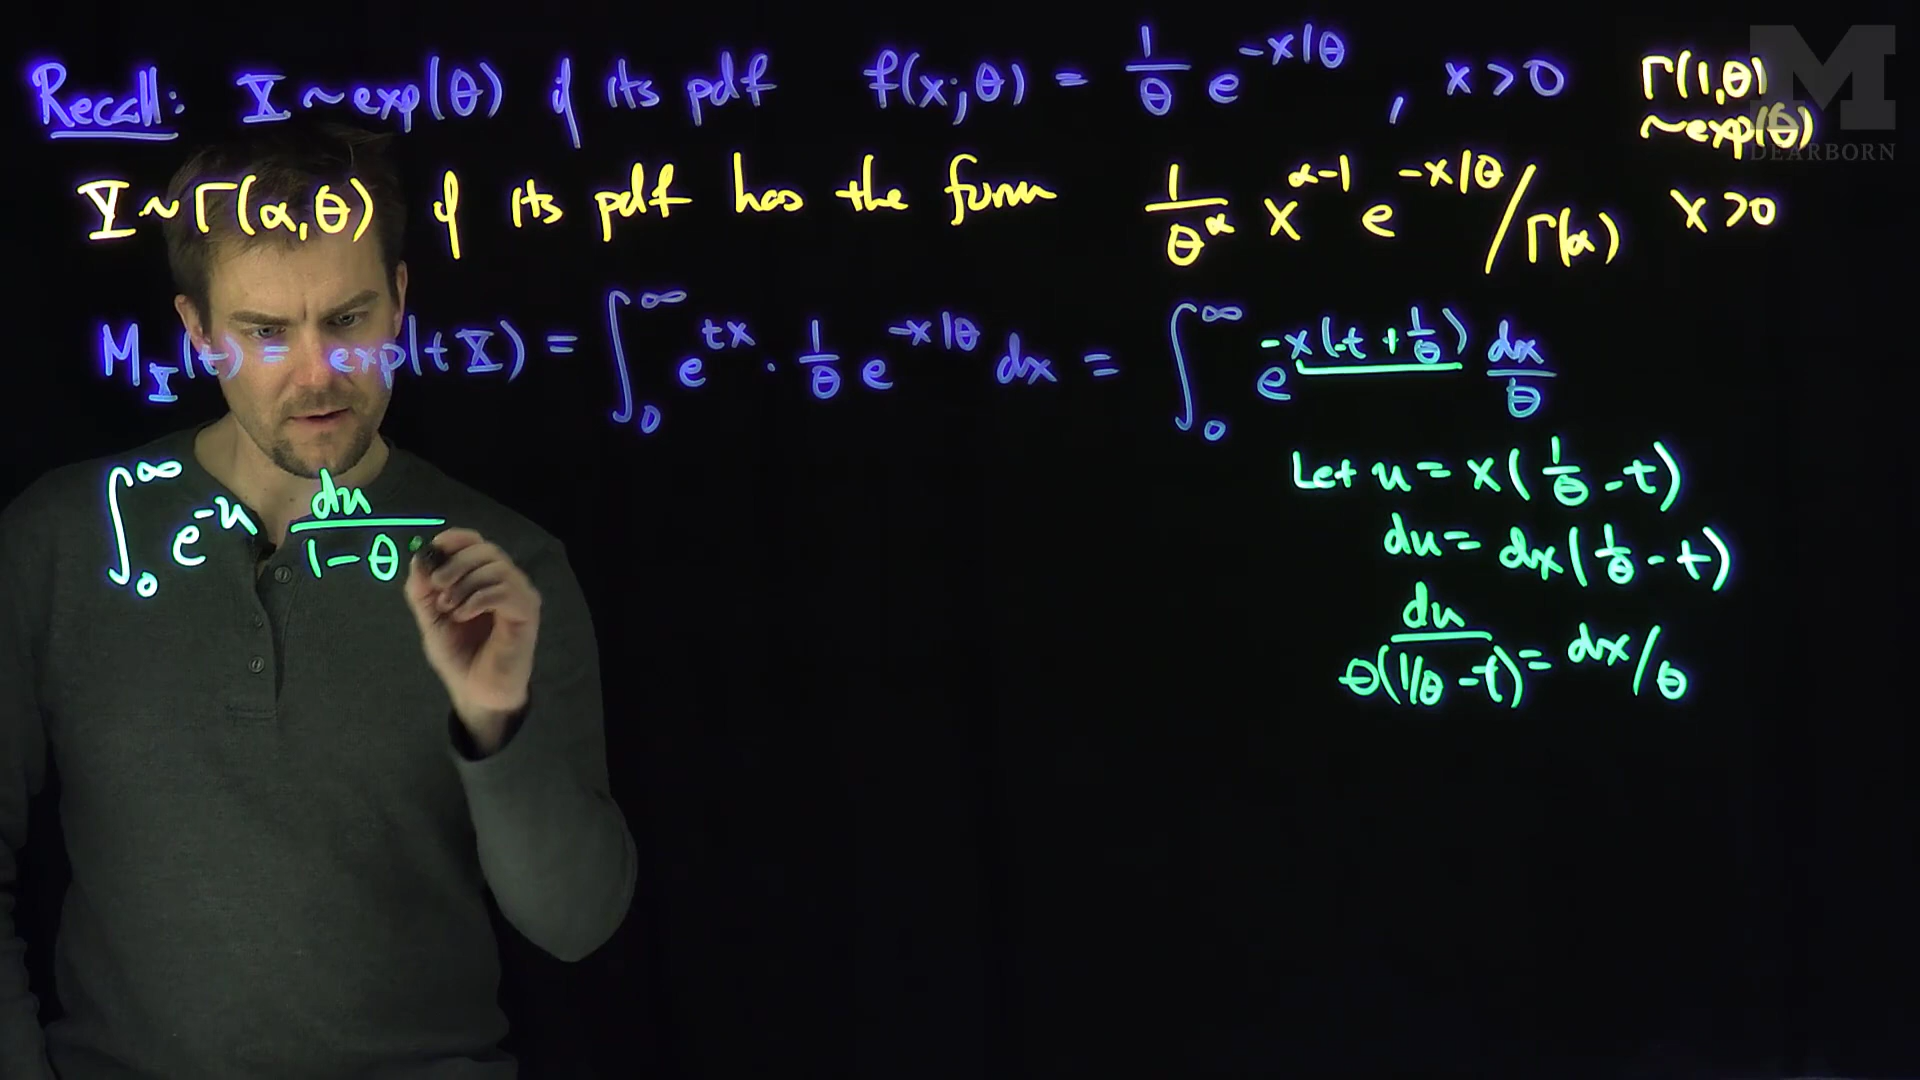 Recall: X ~ exp(θ) if its pdf f(x;θ) = 1/θ e^{-x/θ}, x>0
Γ(1,θ)
~exp(θ)
M
DEARBORN
X ~ Γ(α,θ) if its pdf has the form 1/θ^α x^{α-1} e^{-x/θ}/Γ(α) x>0
M_X(t) = exp(tX) = ∫_0^∞ e^{tx} · 1/θ e^{-x/θ} dx = ∫_0^∞ e^{-x(-t+1/θ)} dx/θ
∫_0^∞ e^{-u} du/(1-θ
Let u = x(1/θ - t)
du = dx(1/θ - t)
du/θ(1/θ - t) = dx/θ